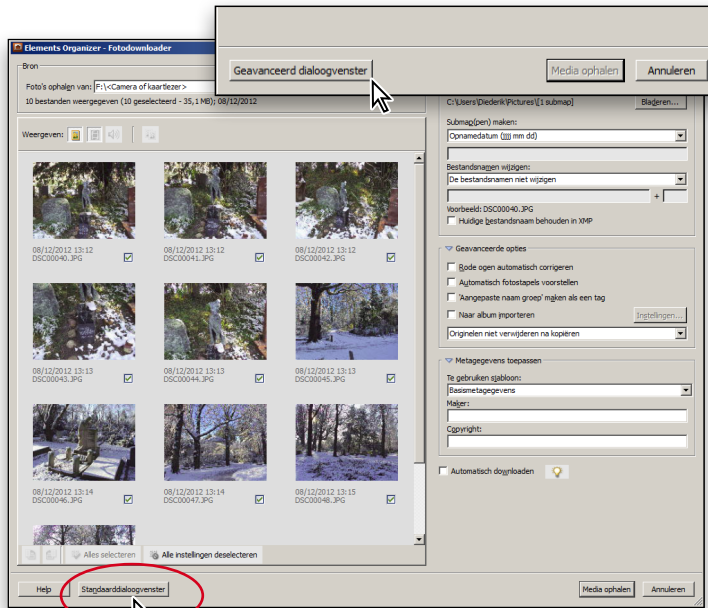 Geavanceerd dialoogvenster
Media ophalen
Annuleren
Elements Organizer - Fotodownloader
Bron
Foto's ophalen van: F:\<Camera of kaartlezer>
10 bestanden weergegeven (10 geselecteerd - 35,1 MB); 08/12/2012
Weergeven:
08/12/2012 13:12
DSC00040.JPG
08/12/2012 13:12
DSC00041.JPG
08/12/2012 13:12
DSC00042.JPG
08/12/2012 13:13
DSC00043.JPG
08/12/2012 13:13
DSC00044.JPG
08/12/2012 13:13
DSC00045.JPG
08/12/2012 13:14
DSC00046.JPG
08/12/2012 13:14
DSC00047.JPG
08/12/2012 13:15
DSC00048.JPG
Alles selecteren
Alle instellingen deselecteren
C:\Users\Diederik\Pictures\[1 submap]
Bladeren...
Submap(pen) maken:
Opnamedatum (jjjj mm dd)
Bestandsnamen wijzigen:
De bestandsnamen niet wijzigen
+
Voorbeeld: DSC00040.JPG
Huidige bestandsnaam behouden in XMP
Geavanceerde opties
Rode ogen automatisch corrigeren
Automatisch fotostapels voorstellen
'Aangepaste naam groep' maken als een tag
Naar album importeren
Instellingen...
Originelen niet verwijderen na kopiëren
Metagegevens toepassen
Te gebruiken sjabloon:
Basismetagegevens
Maker:
Copyright:
Automatisch downloaden
Help
Standaarddialoogvenster
Media ophalen
Annuleren